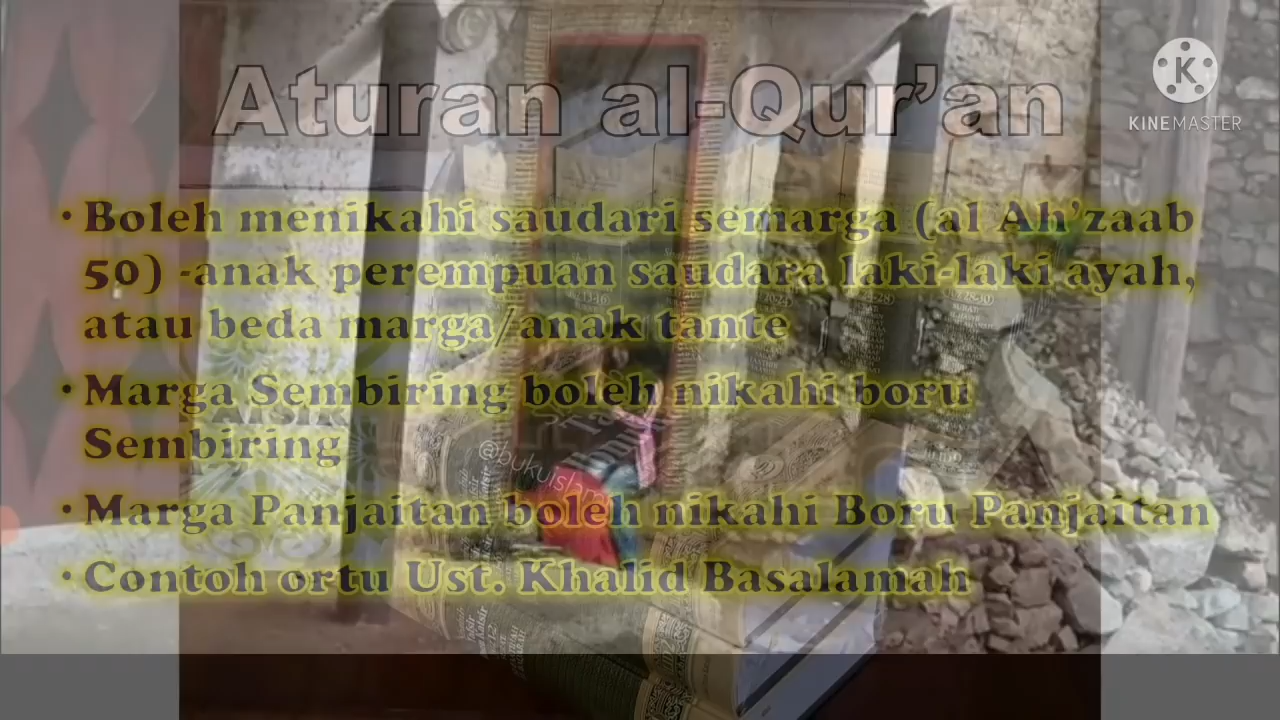 Aturan al-Qur'an
KINEMASTER
• Boleh menikahi saudari semarga (al Ah'zaab
50) -anak perempuan saudara laki-laki ayah,
atau beda marga/ anak tante
• Marga Sembiring boleh nikahi boru
Sembiring
@bukuislam
• Marga Panjaitan boleh nikahi Boru Panjaitan
• Contoh ortu Ust. Khalid Basalamah